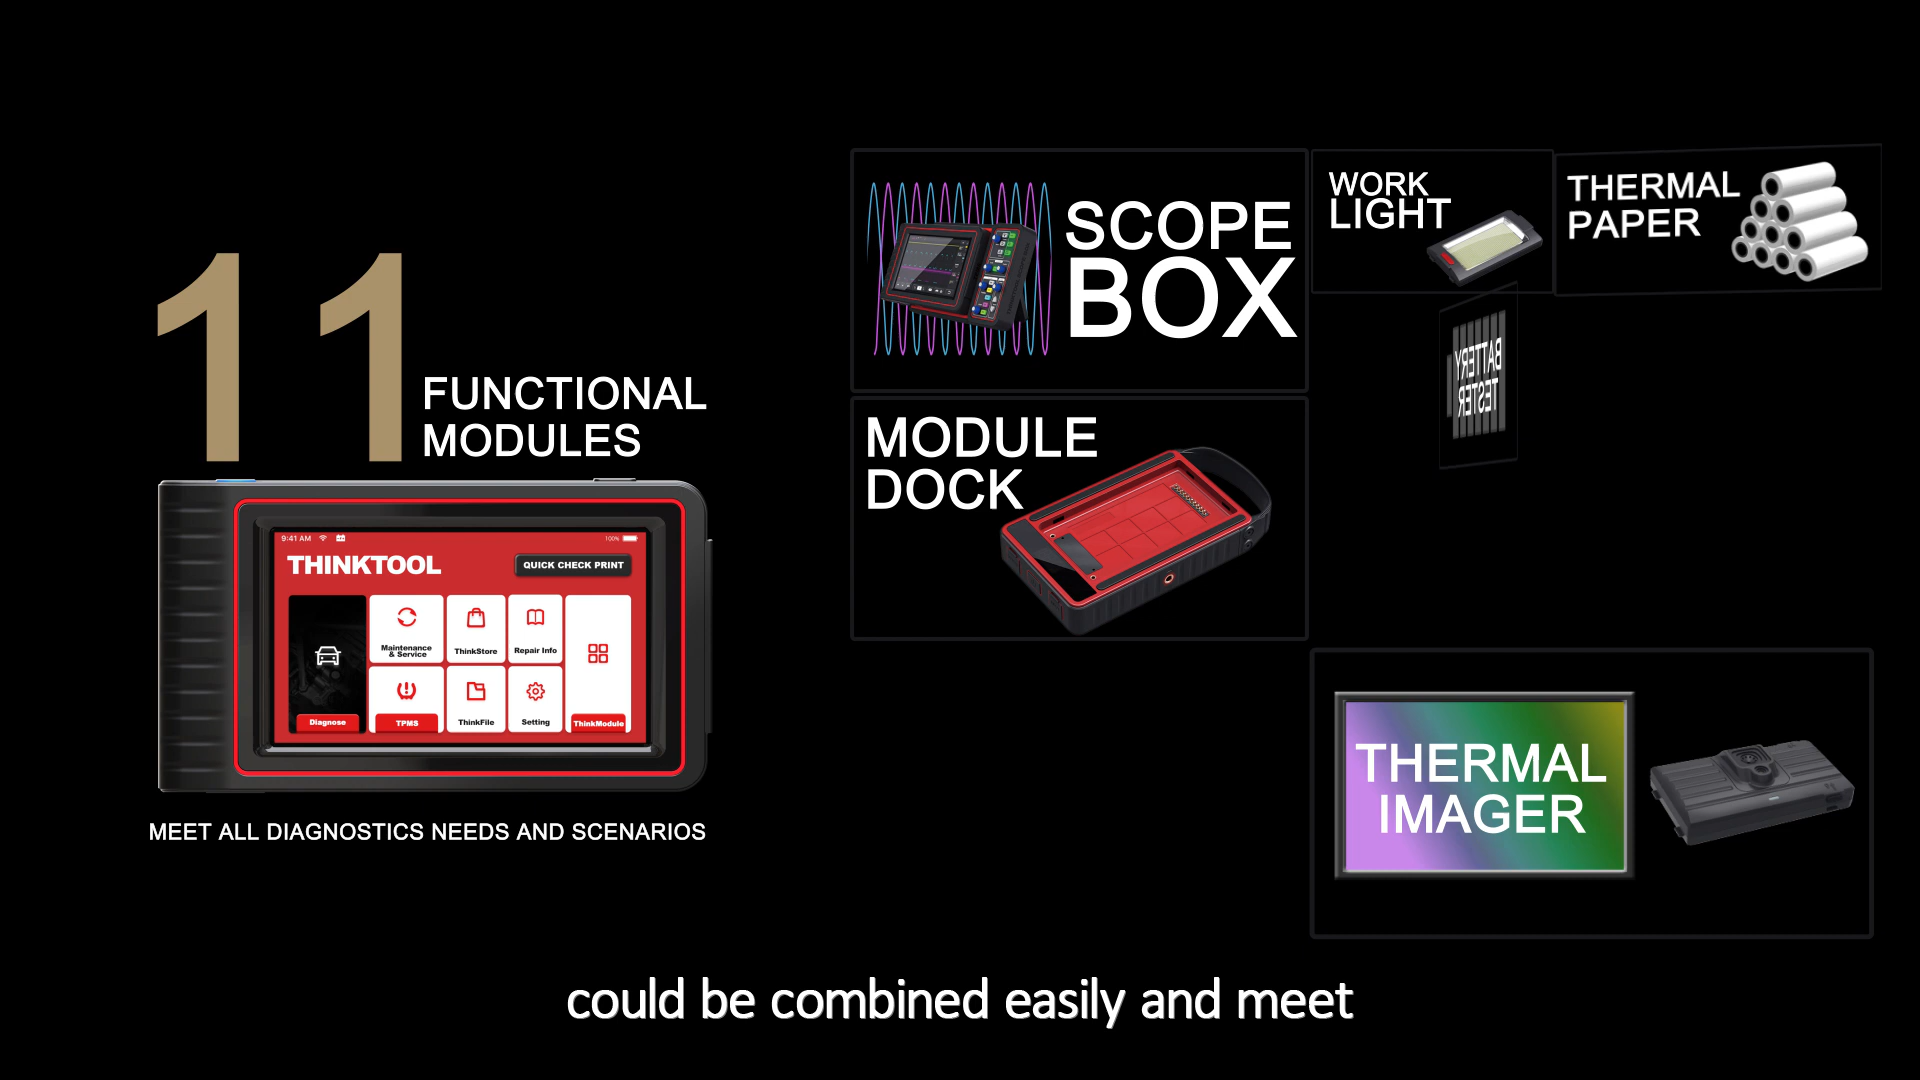 11
FUNCTIONAL
MODULES
9:41 AM
100%
THINKTOOL
QUICK CHECK PRINT
Maintenance
& Service
ThinkStore
Repair Info
Diagnose
TPMS
ThinkFile
Setting
ThinkModule
MEET ALL DIAGNOSTICS NEEDS AND SCENARIOS
SCOPE
BOX
WORK
LIGHT
THERMAL
PAPER
BATTERY
TESTER
MODULE
DOCK
THERMAL
IMAGER
could be combined easily and meet